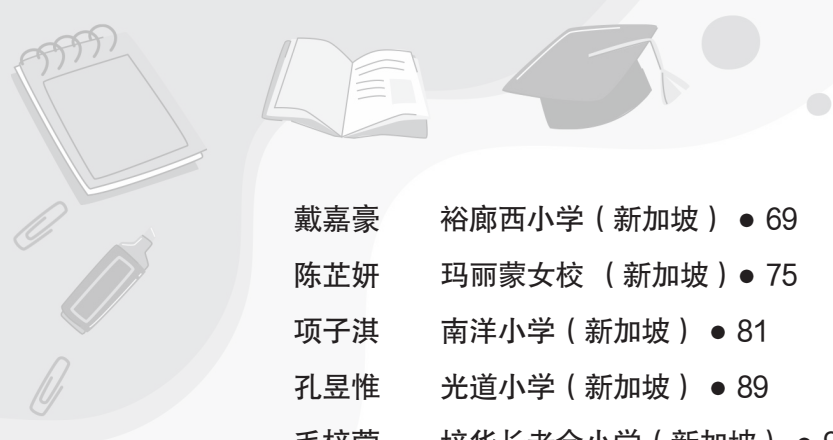 戴嘉豪 裕廊西小学（新加坡） ● 69
陈芷妍 玛丽蒙女校 （新加坡）● 75
项子淇 南洋小学（新加坡） ● 81
孔昱惟 光道小学（新加坡） ● 89